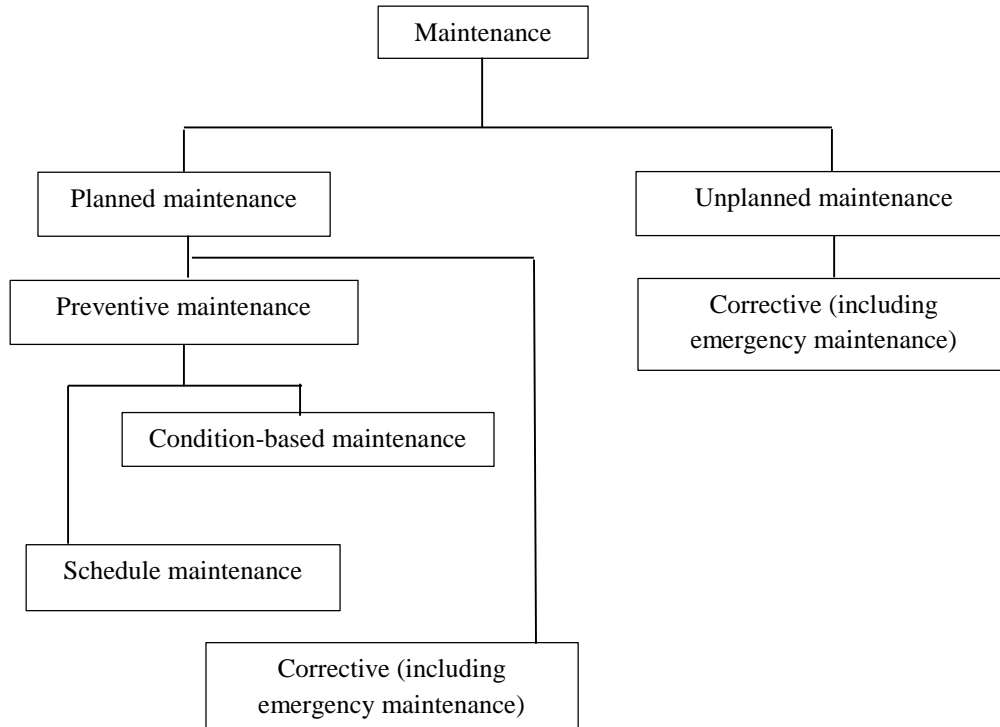 Maintenance
Planned maintenance
Unplanned maintenance
Preventive maintenance
Corrective (including
emergency maintenance)
Condition-based maintenance
Schedule maintenance
Corrective (including
emergency maintenance)